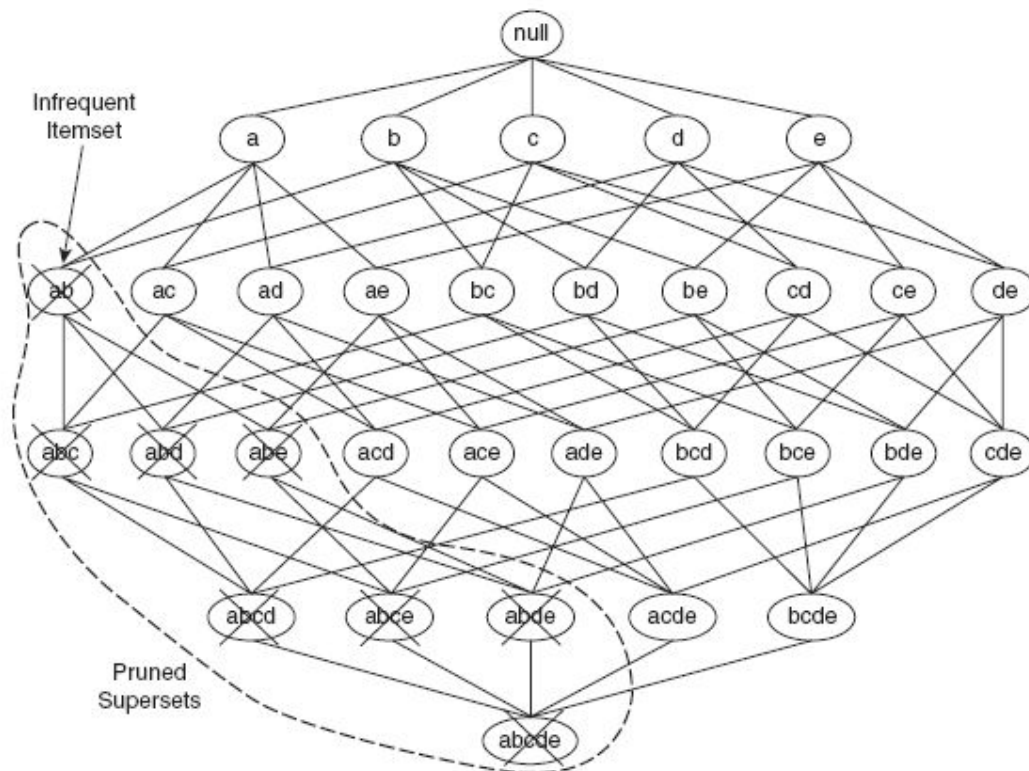 null
Infrequent
Itemset
a
b
c
d
e
ab
ac
ad
ae
bc
bd
be
cd
ce
de
abc
abd
abe
acd
ace
ade
bcd
bce
bde
cde
abcd
abce
abde
acde
bcde
Pruned
Supersets
abcde